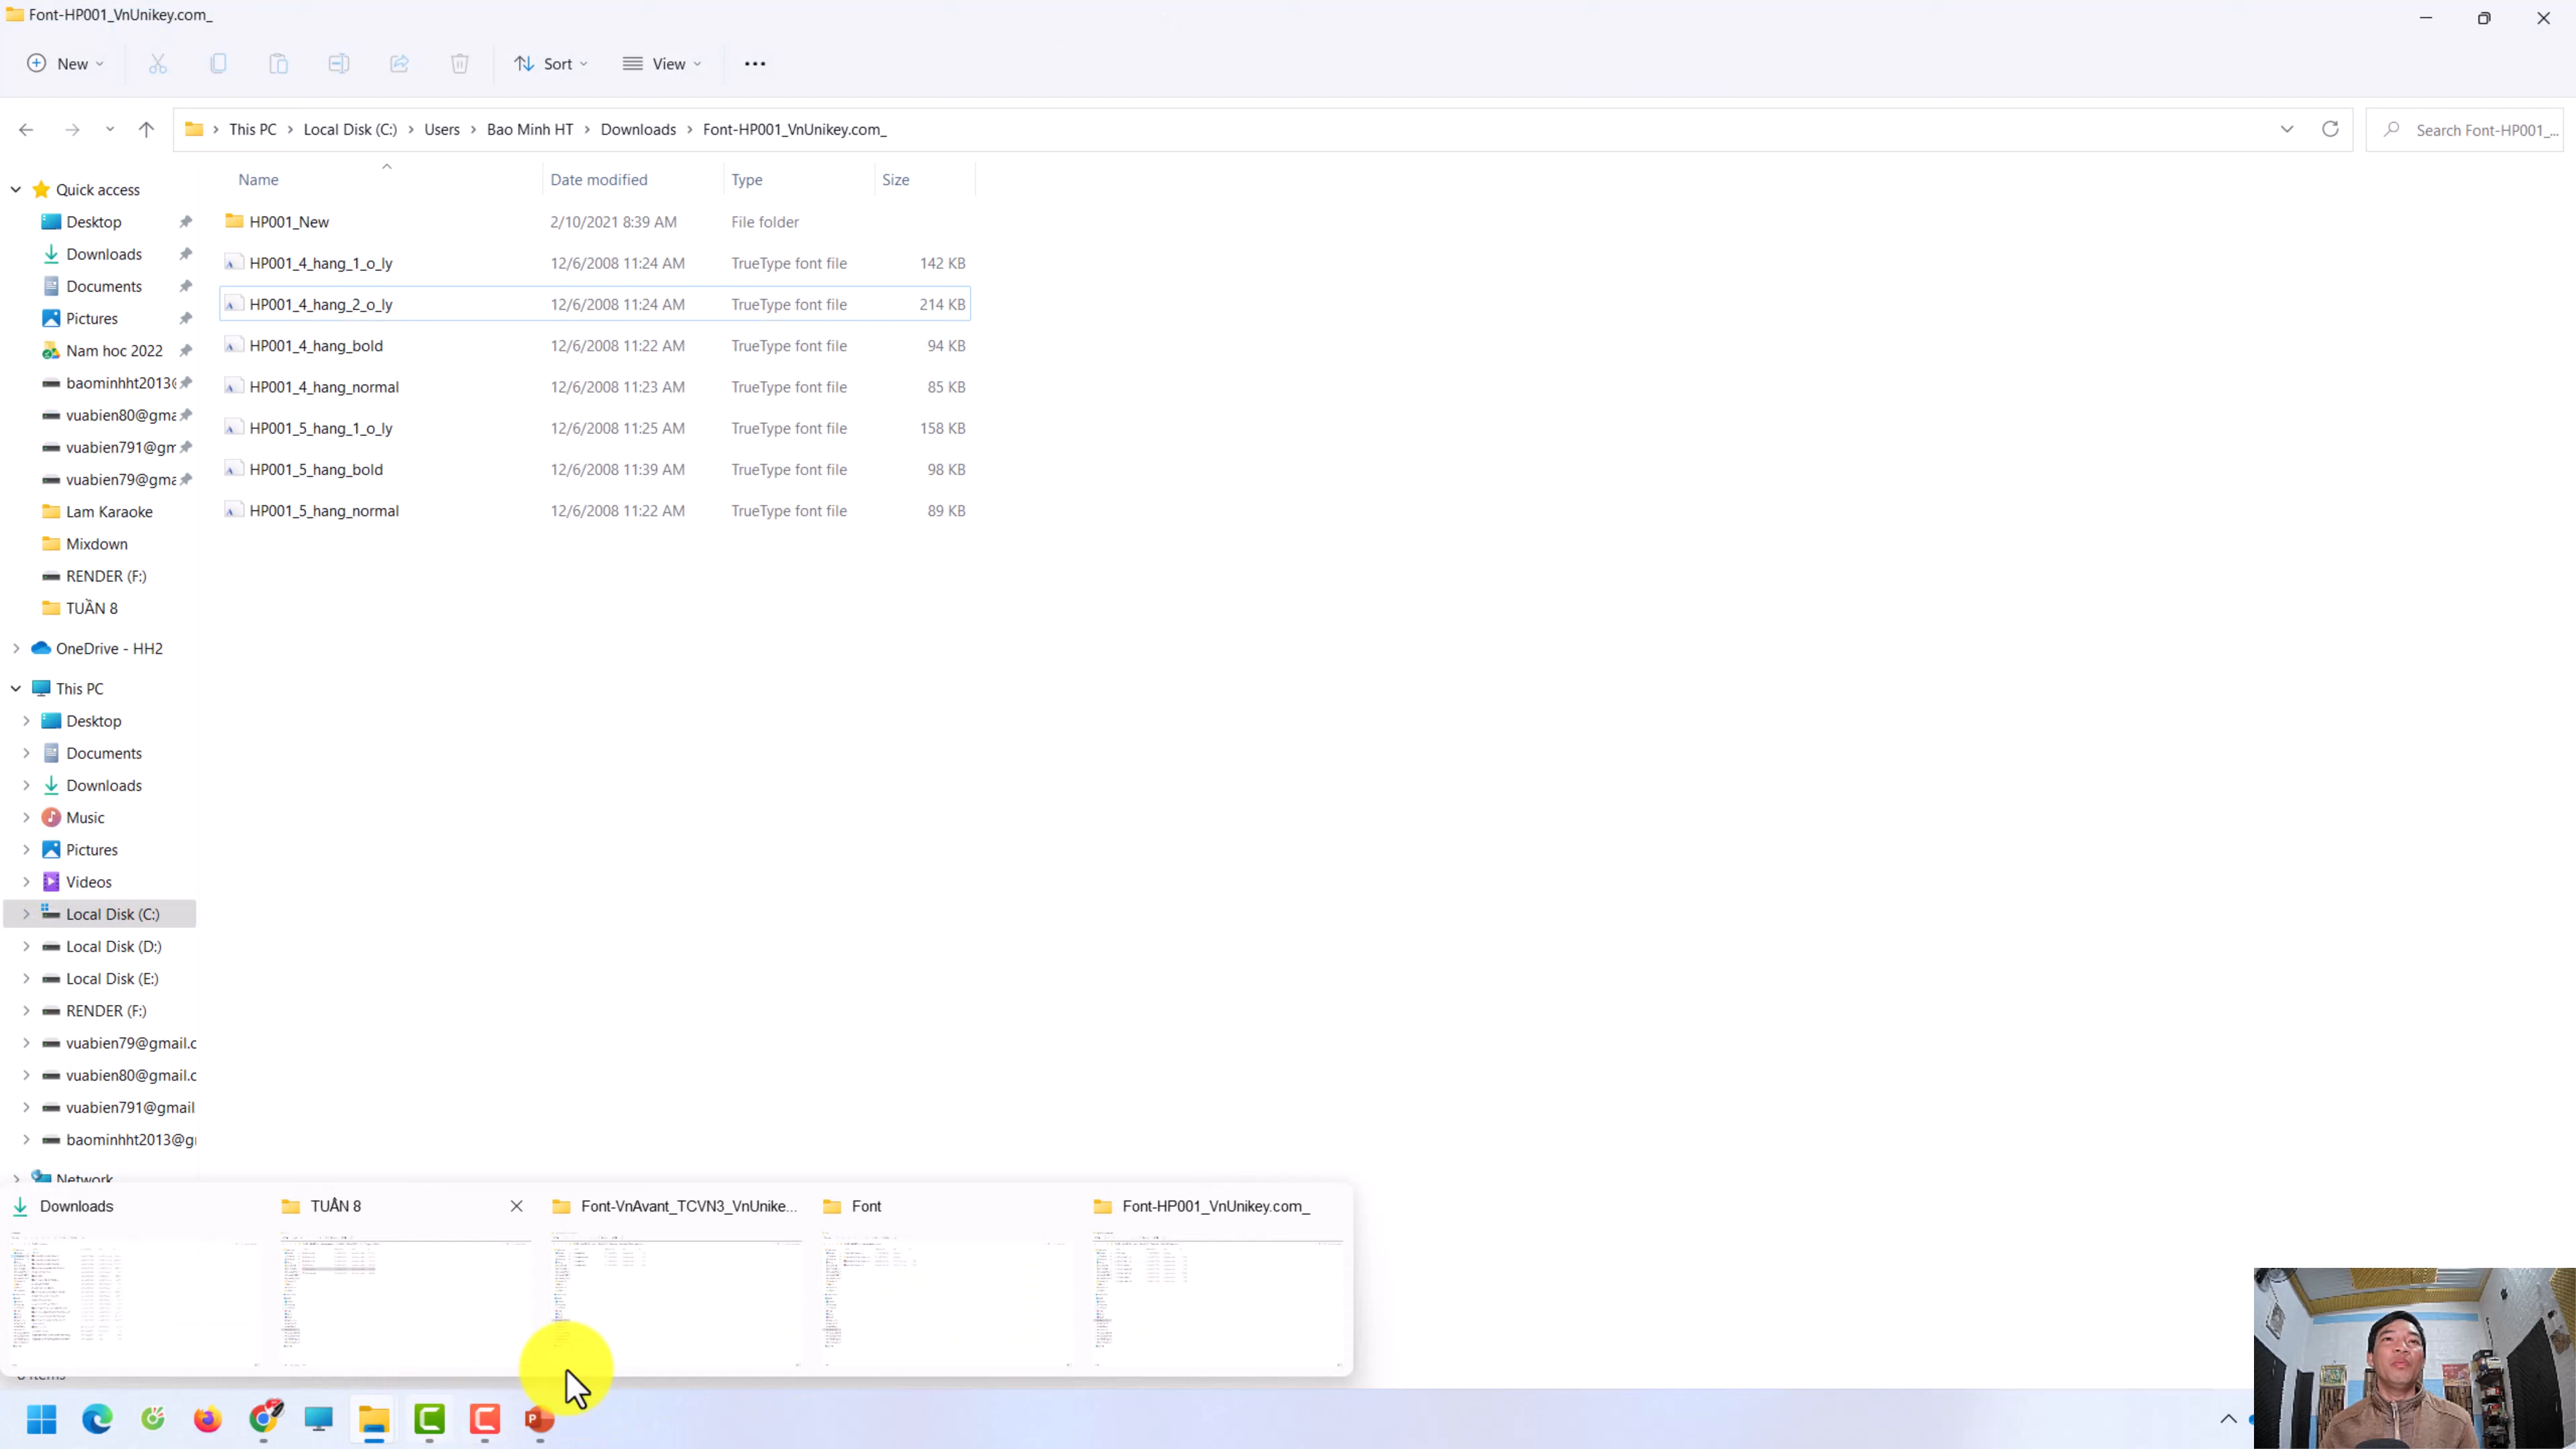 Font-HP001_VnUnikey.com_
New Sort View
This PC Local Disk (C:) Users Bao Minh HT Downloads Font-HP001_VnUnikey.com_
Search Font-HP001_...
Name Date modified Type Size
HP001_New 2/10/2021 8:39 AM File folder
HP001_4_hang_1_o_ly 12/6/2008 11:24 AM TrueType font file 142 KB
HP001_4_hang_2_o_ly 12/6/2008 11:24 AM TrueType font file 214 KB
HP001_4_hang_bold 12/6/2008 11:22 AM TrueType font file 94 KB
HP001_4_hang_normal 12/6/2008 11:23 AM TrueType font file 85 KB
HP001_5_hang_1_o_ly 12/6/2008 11:25 AM TrueType font file 158 KB
HP001_5_hang_bold 12/6/2008 11:39 AM TrueType font file 98 KB
HP001_5_hang_normal 12/6/2008 11:22 AM TrueType font file 89 KB
Quick access
Desktop
Downloads
Documents
Pictures
Nam hoc 2022
baominhht2013
vuabien80@gma
vuabien791@gm
vuabien79@gma
Lam Karaoke
Mixdown
RENDER (F:)
TUẦN 8
OneDrive - HH2
This PC
Desktop
Documents
Downloads
Music
Pictures
Videos
Local Disk (C:)
Local Disk (D:)
Local Disk (E:)
RENDER (F:)
vuabien79@gmail.c
vuabien80@gmail.c
vuabien791@gmail
baominhht2013@g
Network
Downloads TUẦN 8 Font-VnAvant_TCVN3_VnUnike... Font Font-HP001_VnUnikey.com_